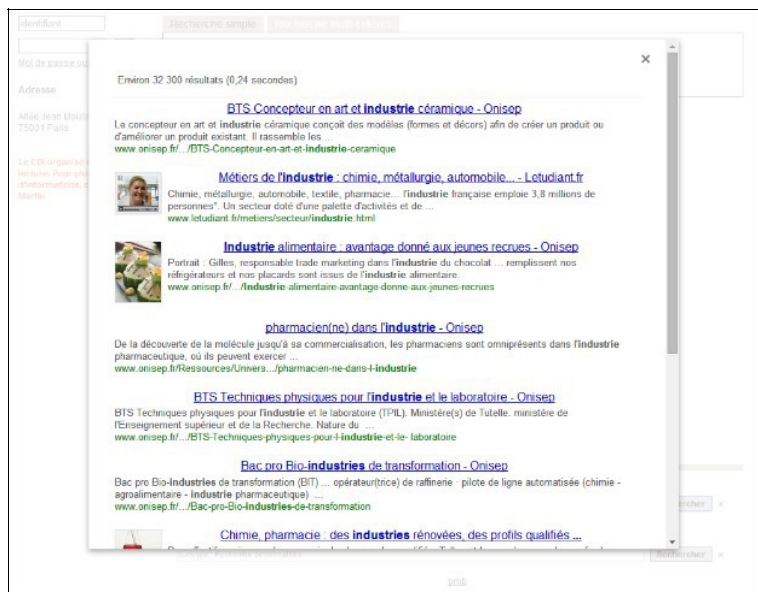 identifiant
Recherche simple
Mot de passe ou
Adresse
Allée Jean Moulin
75001 Paris
Le CDI organise
Martin
×
Environ 32 300 résultats (0,24 secondes)
BTS Concepteur en art et industrie céramique - Onisep
Le concepteur en art et industrie céramique conçoit des modèles (formes et décors) afin de créer un produit ou
d'améliorer un produit existant. Il rassemble les ...
www.onisep.fr/.../BTS-Concepteur-en-art-et-industrie-ceramique
Métiers de l'industrie : chimie, métallurgie, automobile... - Letudiant.fr
Chimie, métallurgie, automobile, textile, pharmacie... l'industrie française emploie 3,8 millions de
personnes*. Un secteur doté d'une palette d'activités et de ...
www.letudiant.fr/metiers/secteur/industrie.html
Industrie alimentaire : avantage donné aux jeunes recrues - Onisep
Portrait : Gilles, responsable trade marketing dans l'industrie du chocolat ... remplissent nos
réfrigérateurs et nos placards sont issus de l'industrie alimentaire.
www.onisep.fr/.../Industrie-alimentaire-avantage-donne-aux-jeunes-recrues
pharmacien(ne) dans l'industrie - Onisep
De la découverte de la molécule jusqu'à sa commercialisation, les pharmaciens sont omniprésents dans l'industrie
pharmaceutique, où ils peuvent exercer ...
www.onisep.fr/Ressources/Univers.../pharmacien-ne-dans-l-industrie
BTS Techniques physiques pour l'industrie et le laboratoire - Onisep
BTS Techniques physiques pour l'industrie et le laboratoire (TPIL). Ministère(s) de Tutelle. ministère de
l'Enseignement supérieur et de la Recherche. Nature du ...
www.onisep.fr/.../BTS-Techniques-physiques-pour-l-industrie-et-le- laboratoire
Bac pro Bio-industries de transformation - Onisep
Bac pro Bio-industries de transformation (BIT) ... opérateur(trice) de raffinerie · pilote de ligne automatisée (chimie -
agroalimentaire - industrie pharmaceutique) ...
www.onisep.fr/.../Bac-pro-Bio-industries-de-transformation
Chimie, pharmacie : des industries rénovées, des profils qualifiés ...
ercher ×
Rechercher ×
pmb